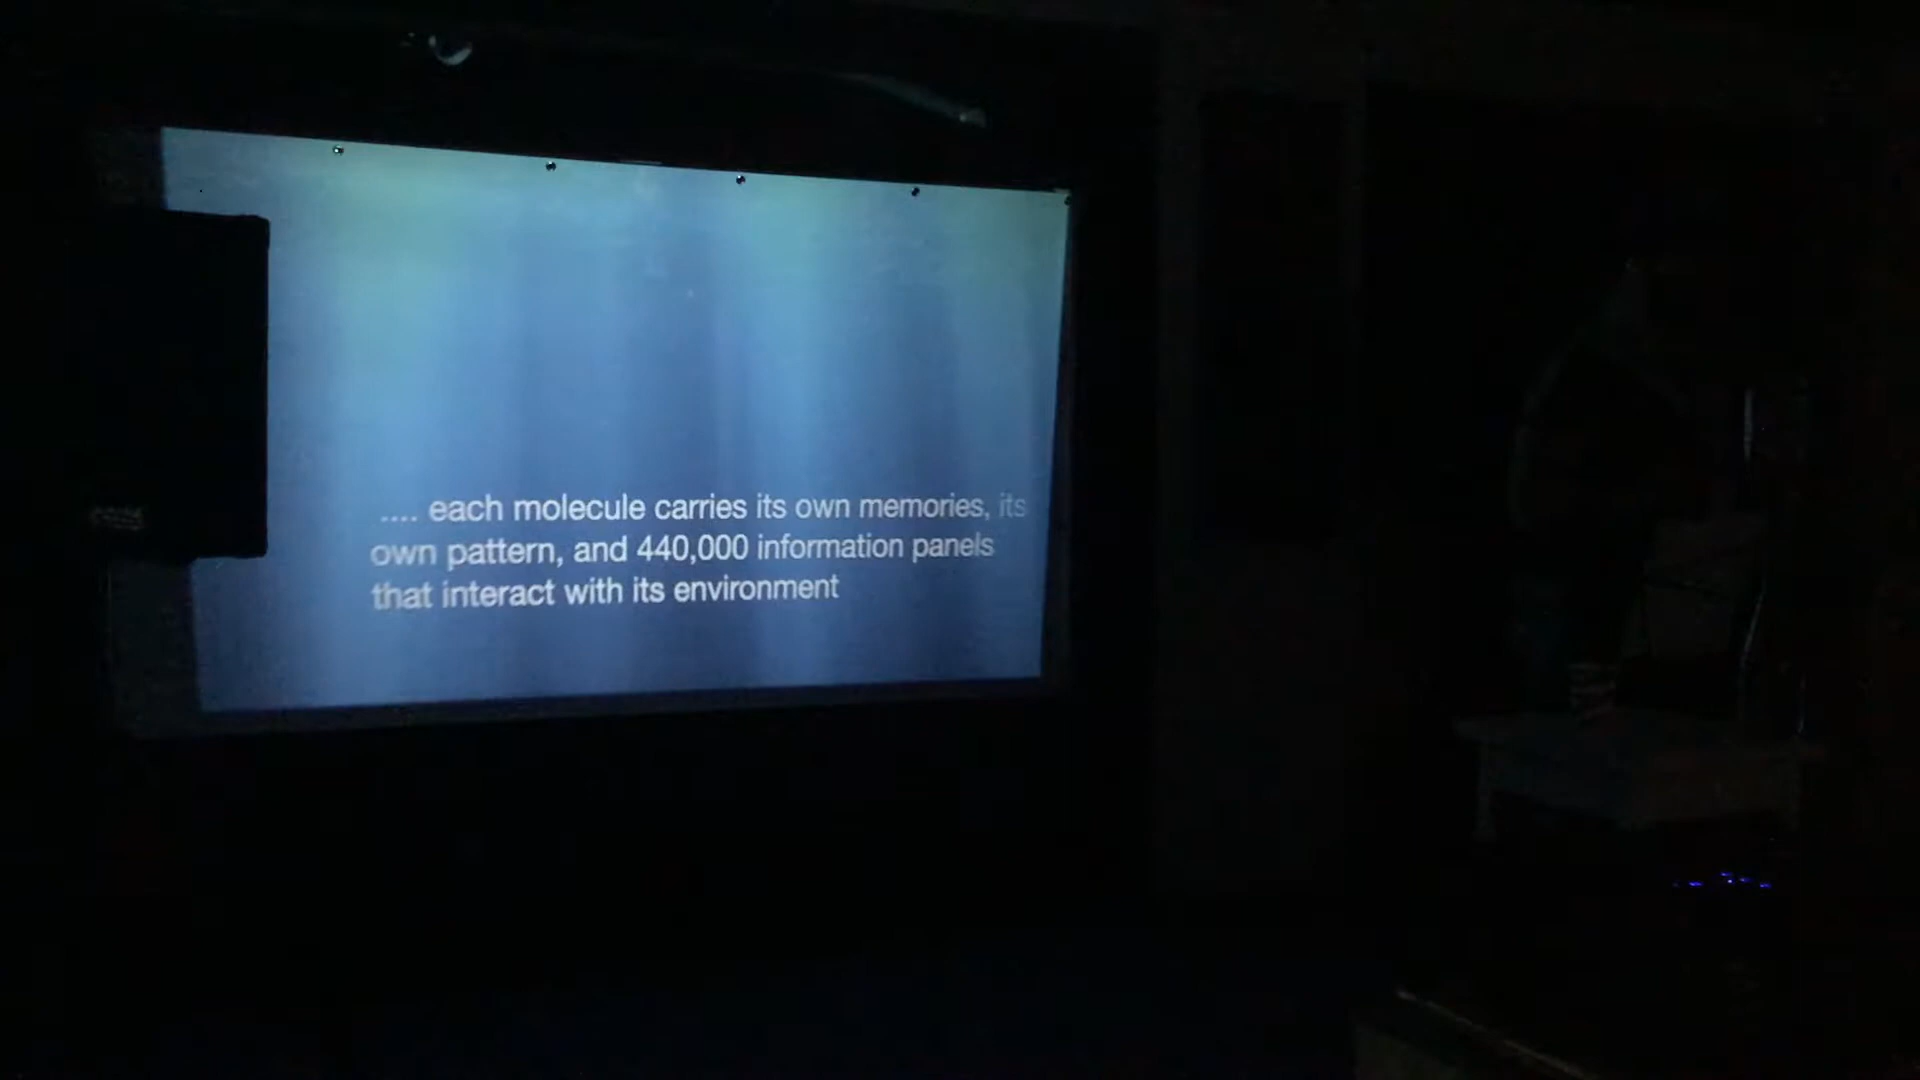 .... each molecule carries its own memories, its
own pattern, and 440,000 information panels
that interact with its environment